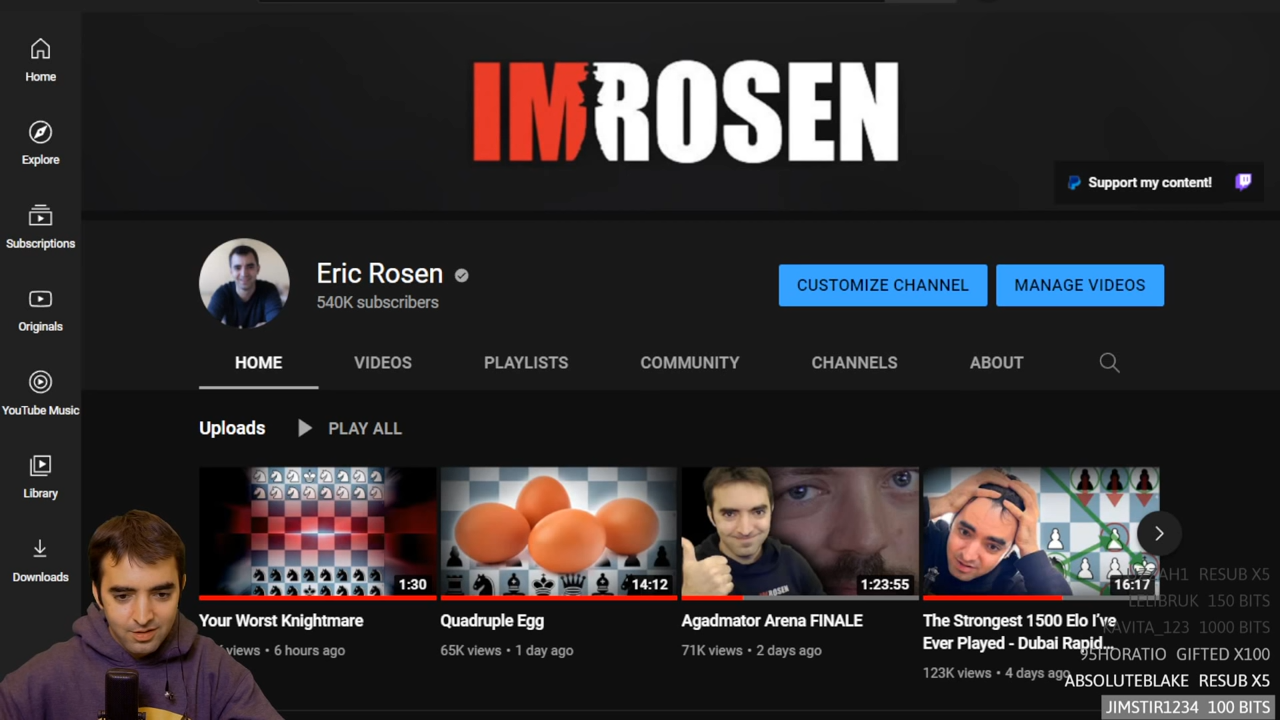 IMROSEN
Support my content!
Home
Explore
Subscriptions
Originals
YouTube Music
Library
Downloads
Eric Rosen
540K subscribers
CUSTOMIZE CHANNEL
MANAGE VIDEOS
HOME
VIDEOS
PLAYLISTS
COMMUNITY
CHANNELS
ABOUT
Uploads
PLAY ALL
1:30
14:12
1:23:55
16:17
Your Worst Knightmare
views • 6 hours ago
Quadruple Egg
65K views • 1 day ago
Agadmator Arena FINALE
71K views • 2 days ago
The Strongest 1500 Elo I've
Ever Played - Dubai Rapid...
123K views • 4 days ago
RESUB X5
LELIBRUK 150 BITS
KAVITA_123 1000 BITS
95HORATIO GIFTED X100
ABSOLUTEBLAKE RESUB X5
JIMSTIR1234 100 BITS